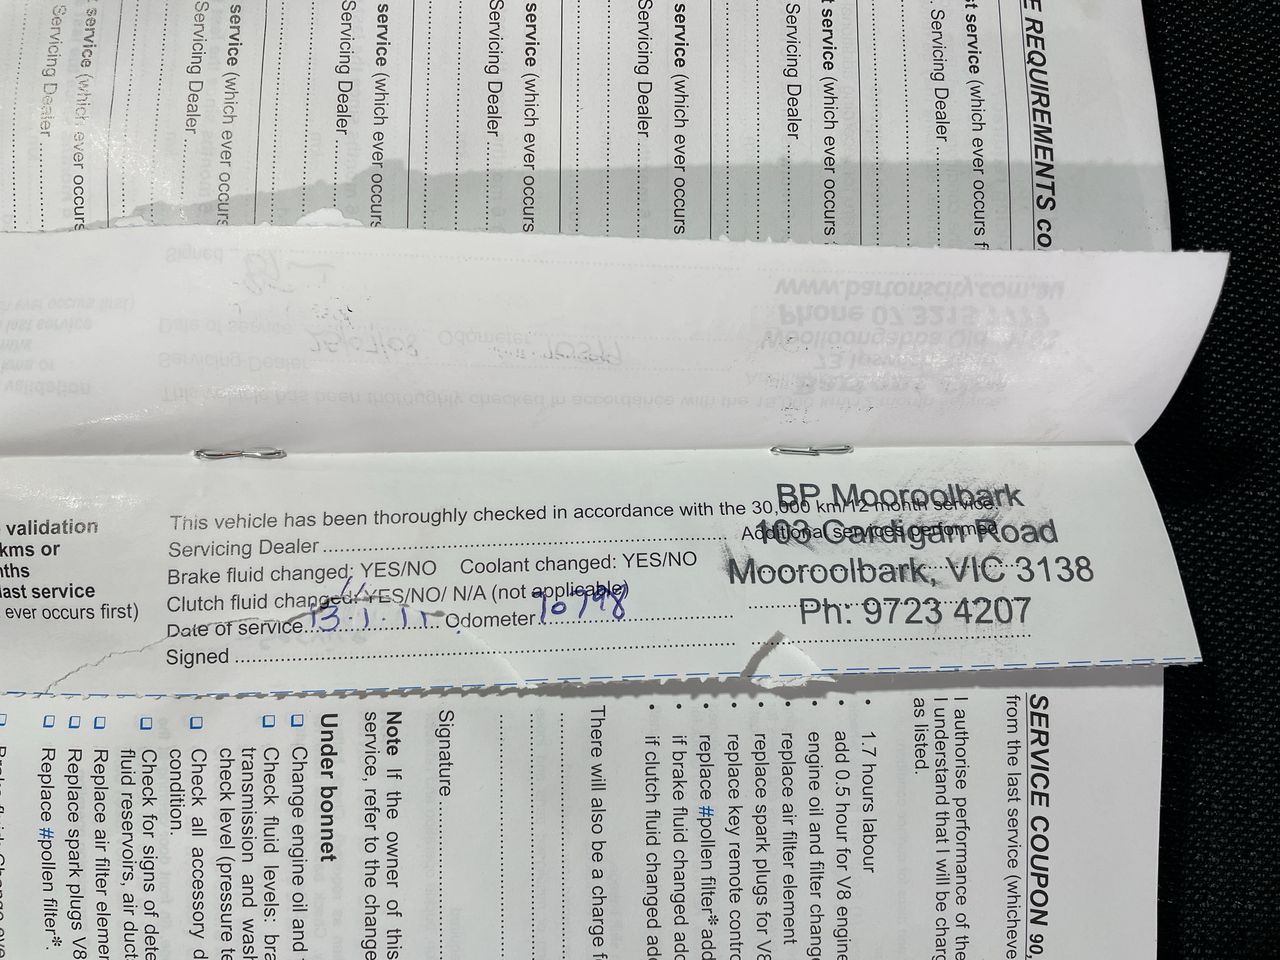 E REQUIREMENTS co
st service (which ever occurs f
Servicing Dealer
t service (which ever occurs
Servicing Dealer
service (which ever occurs
Servicing Dealer
service (which ever occurs
Servicing Dealer
service (which ever occurs
Servicing Dealer
service (which ever occurs
Servicing Dealer
service (which ever occurs
Servicing Dealer
validation
kms or
nths
last service
ever occurs first)
This vehicle has been thoroughly checked in accordance with the 30,000 km/12 month service.
Servicing Dealer
Additional services performed
Brake fluid changed: YES/NO Coolant changed: YES/NO
Clutch fluid changed: YES/NO/ N/A (not applicable)
Date of service 13.1.11 Odometer 70798
Signed
BP Mooroolbark
103 Cardigan Road
Mooroolbark, VIC 3138
Ph: 9723 4207
SERVICE COUPON 90,
from the last service (whicheve
I authorise performance of the
I understand that I will be charg
as listed.
• 1.7 hours labour
• add 0.5 hour for V8 engine
• engine oil and filter change
• replace air filter element
• replace spark plugs for V8
• replace key remote contro
• replace #pollen filter* add
• if brake fluid changed add
• if clutch fluid changed add
There will also be a charge f
Signature
Note If the owner of this
service, refer to the change
Under bonnet
Change engine oil and
Check fluid levels: bra
transmission and wash
check level (pressure te
Check all accessory d
condition.
Check for signs of dete
fluid reservoirs, air duct
Replace air filter elemen
Replace spark plugs V8
Replace #pollen filter*.